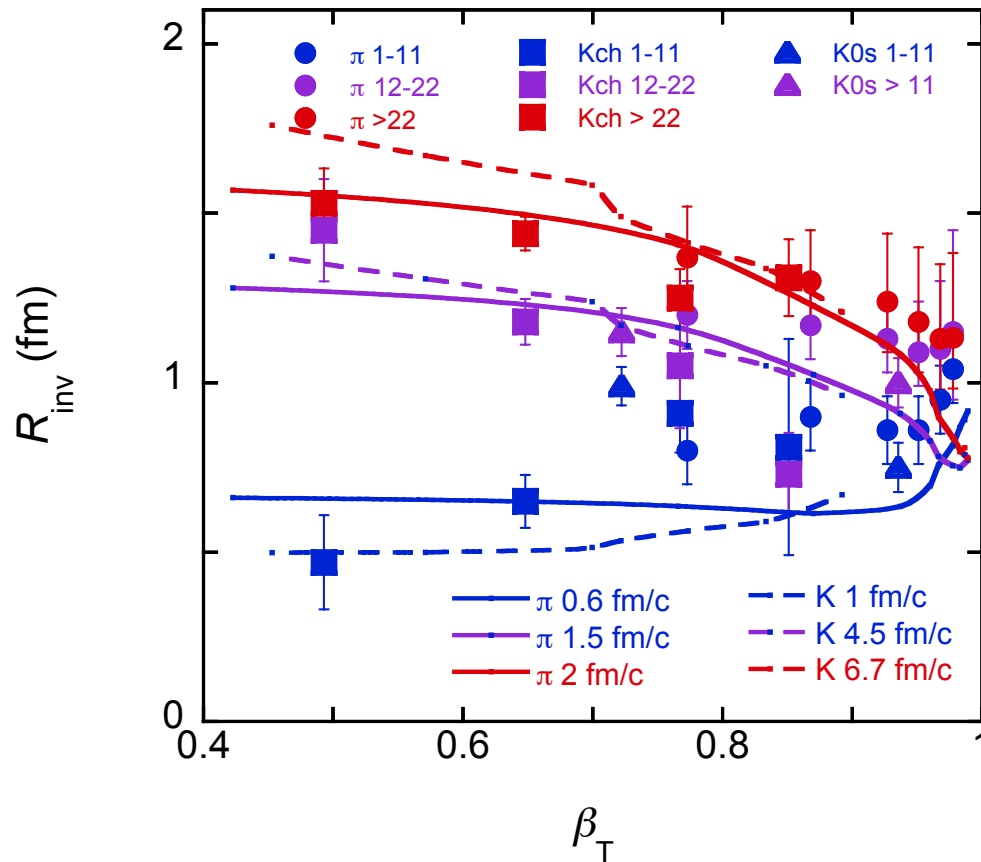 2
π 1-11 Kch 1-11 K0s 1-11
π 12-22 Kch 12-22 K0s > 11
π >22 Kch > 22
R_inv (fm)
1
π 0.6 fm/c K 1 fm/c
π 1.5 fm/c K 4.5 fm/c
π 2 fm/c K 6.7 fm/c
0
0.4 0.6 0.8 1
β_T